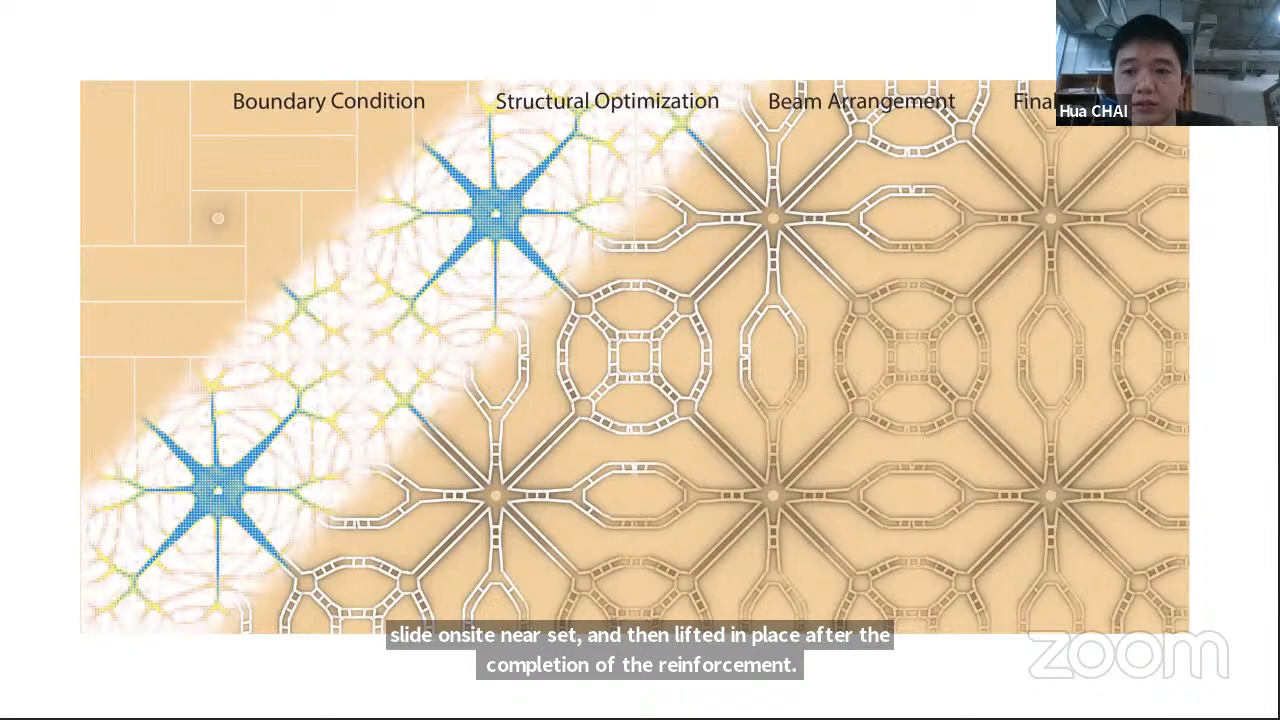 Boundary Condition
Structural Optimization
Beam Arrangement
Fina
Hua CHAI
slide onsite near set, and then lifted in place after the
completion of the reinforcement.
zoom